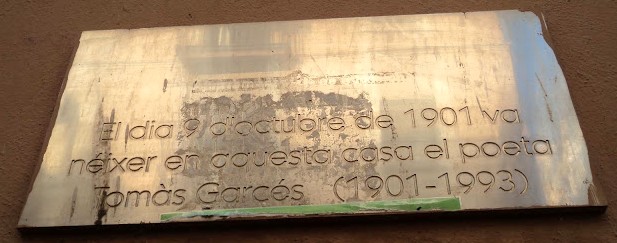 El dia 9 d'octubre de 1901 va
néixer en aquesta casa el poeta
Tomàs Garcés (1901-1993)